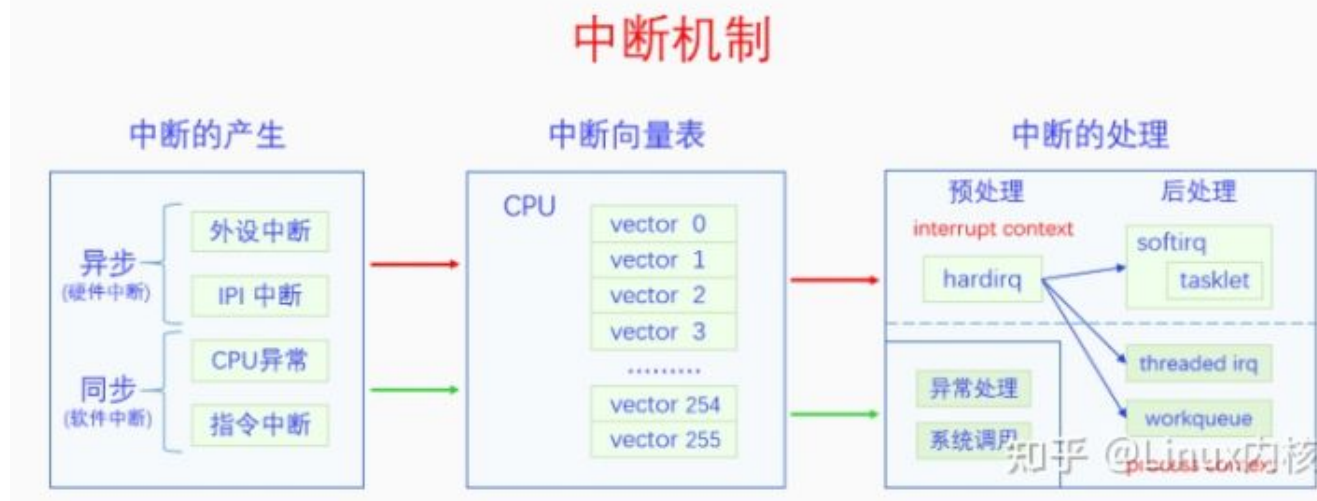 中断机制
中断的产生
异步
(硬件中断)
外设中断
IPI 中断
同步
(软件中断)
CPU异常
指令中断
中断向量表
CPU
vector 0
vector 1
vector 2
vector 3
.........
vector 254
vector 255
中断的处理
预处理
后处理
interrupt context
hardirq
softirq
tasklet
异常处理
系统调用
threaded irq
workqueue
process context
知乎 @Linux内核